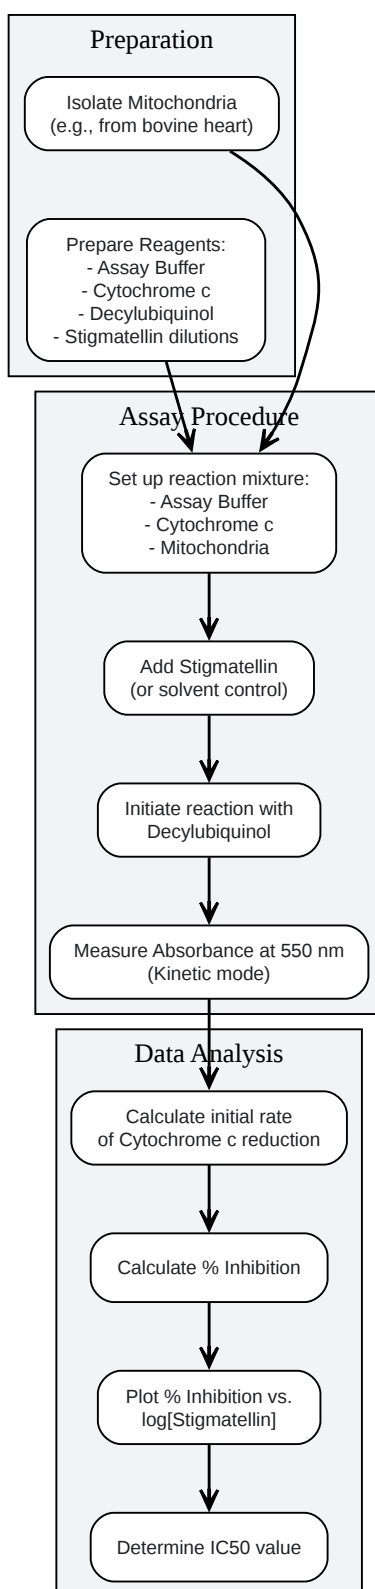 Preparation
Isolate Mitochondria
(e.g., from bovine heart)
Prepare Reagents:
- Assay Buffer
- Cytochrome c
- Decylubiquinol
- Stigmatellin dilutions
Assay Procedure
Set up reaction mixture:
- Assay Buffer
- Cytochrome c
- Mitochondria
Add Stigmatellin
(or solvent control)
Initiate reaction with
Decylubiquinol
Measure Absorbance at 550 nm
(Kinetic mode)
Data Analysis
Calculate initial rate
of Cytochrome c reduction
Calculate % Inhibition
Plot % Inhibition vs.
log[Stigmatellin]
Determine IC50 value